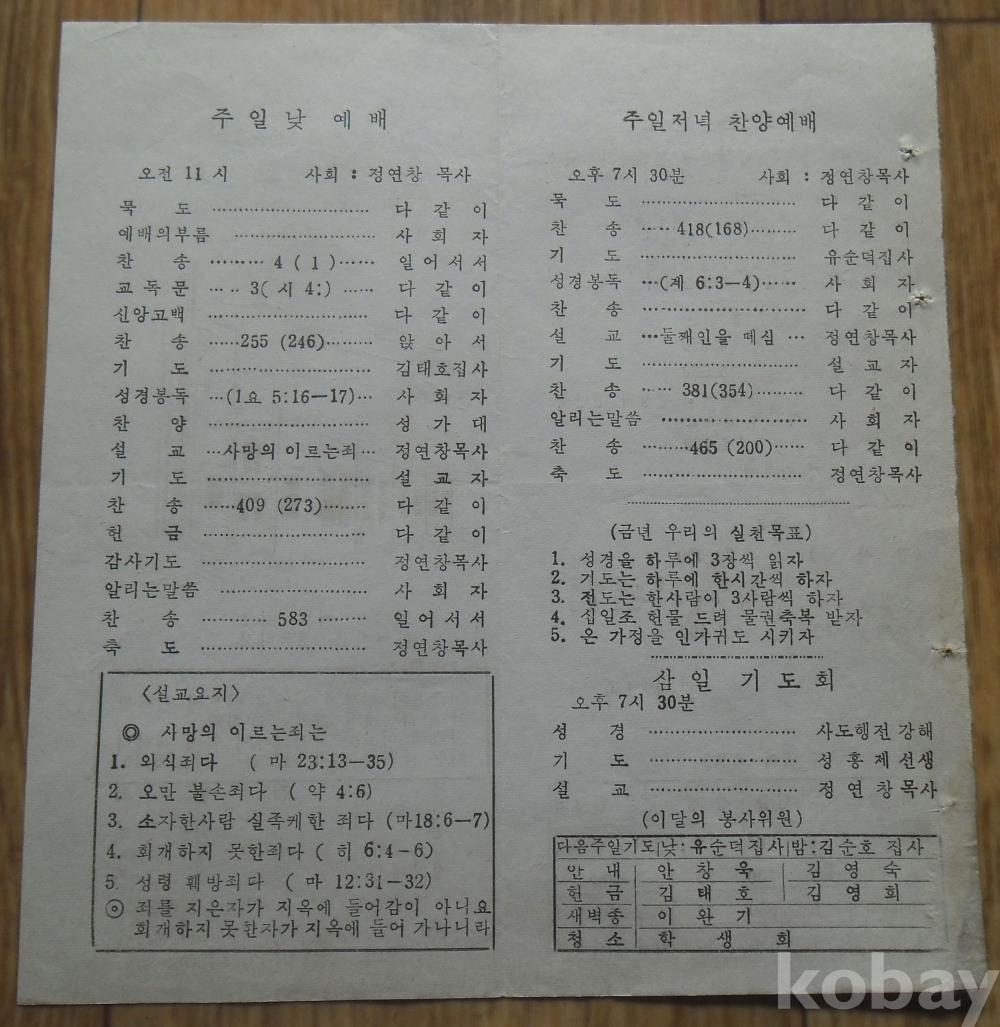 주일낮 예배
오전 11시 사회 : 정연창 목사
묵 도 ………………………… 다 같 이
예배의부름 ………………………… 사 회 자
찬 송 ……… 4 ( 1 ) …… 일어서서
교독문 … ‥ 3( 시 4:) …… 다 같 이
신앙고백 ………………………… 다 같 이
찬 송 ……255 (246)……… 앉 아 서
기 도 ………………………… 김태호집사
성경봉독 …(1요 5:16—17)… 사 회 자
찬 양 ………………………… 성 가 대
설 교 …사망의 이르는죄… 정연창목사
기 도 ………………………… 설 교 자
찬 송 ……409 (273)……… 다 같 이
헌 금 ………………………… 다 같 이
감사기도 ………………………… 정연창목사
알리는말씀 ………………………… 사 회 자
찬 송 ………… 583 ………… 일어서서
축 도 ………………………… 정연창목사
<설교요지>
◎ 사망의 이르는죄는
1. 외식죄다 ( 마 23:13—35)
2. 오만 불손죄다 ( 약 4:6)
3. 소자한사람 실족케한 죄다 (마18:6—7)
4. 회개하지 못한죄다 ( 히 6:4-6)
5. 성령 훼방죄다 ( 마 12:31—32)
⊙ 죄를 지은자가 지옥에 들어감이 아니요
회개하지 못한자가 지옥에 들어 가나니라
주일저녁 찬양예배
오후 7시 30분 사회 : 정연창목사
묵 도 ………………………… 다 같 이
찬 송 …‥ 418(168)……… 다 같 이
기 도 ………………………… 유순덕집사
성경봉독 …(계 6:3—4)…… 사 회 자
찬 송 ………………………… 다 같 이
설 교 …둘째인을 떼심 … 정연창목사
기 도 ………………………… 설 교 자
찬 송 ……… 381(354)……… 다 같 이
알리는말씀 ………………………… 사 회 자
찬 송 ………465 (200)……… 다 같 이
축 도 ………………………… 정연창목사
(금년 우리의 실천목표)
1. 성경을 하루에 3장씩 읽자
2. 기도는 하루에 한시간씩 하자
3. 전도는 한사람이 3사람씩 하자
4. 십일조 헌물 드려 물권축복 받자
5. 온 가정을 인가귀도 시키자
삼일 기도회
오후 7시 30분
성 경 ………………………… 사도행전강해
기 도 ………………………… 성흥제선생
설 교 ………………………… 정연창목사
(이달의 봉사위원)
다음주일기도|낮:유순덕집사|밤:김순호 집사
안 내 안 창 욱 김 영 숙
헌 금 김 태 호 김 영 희
새벽종 이 완 기
청 소 학 생 회
kobay